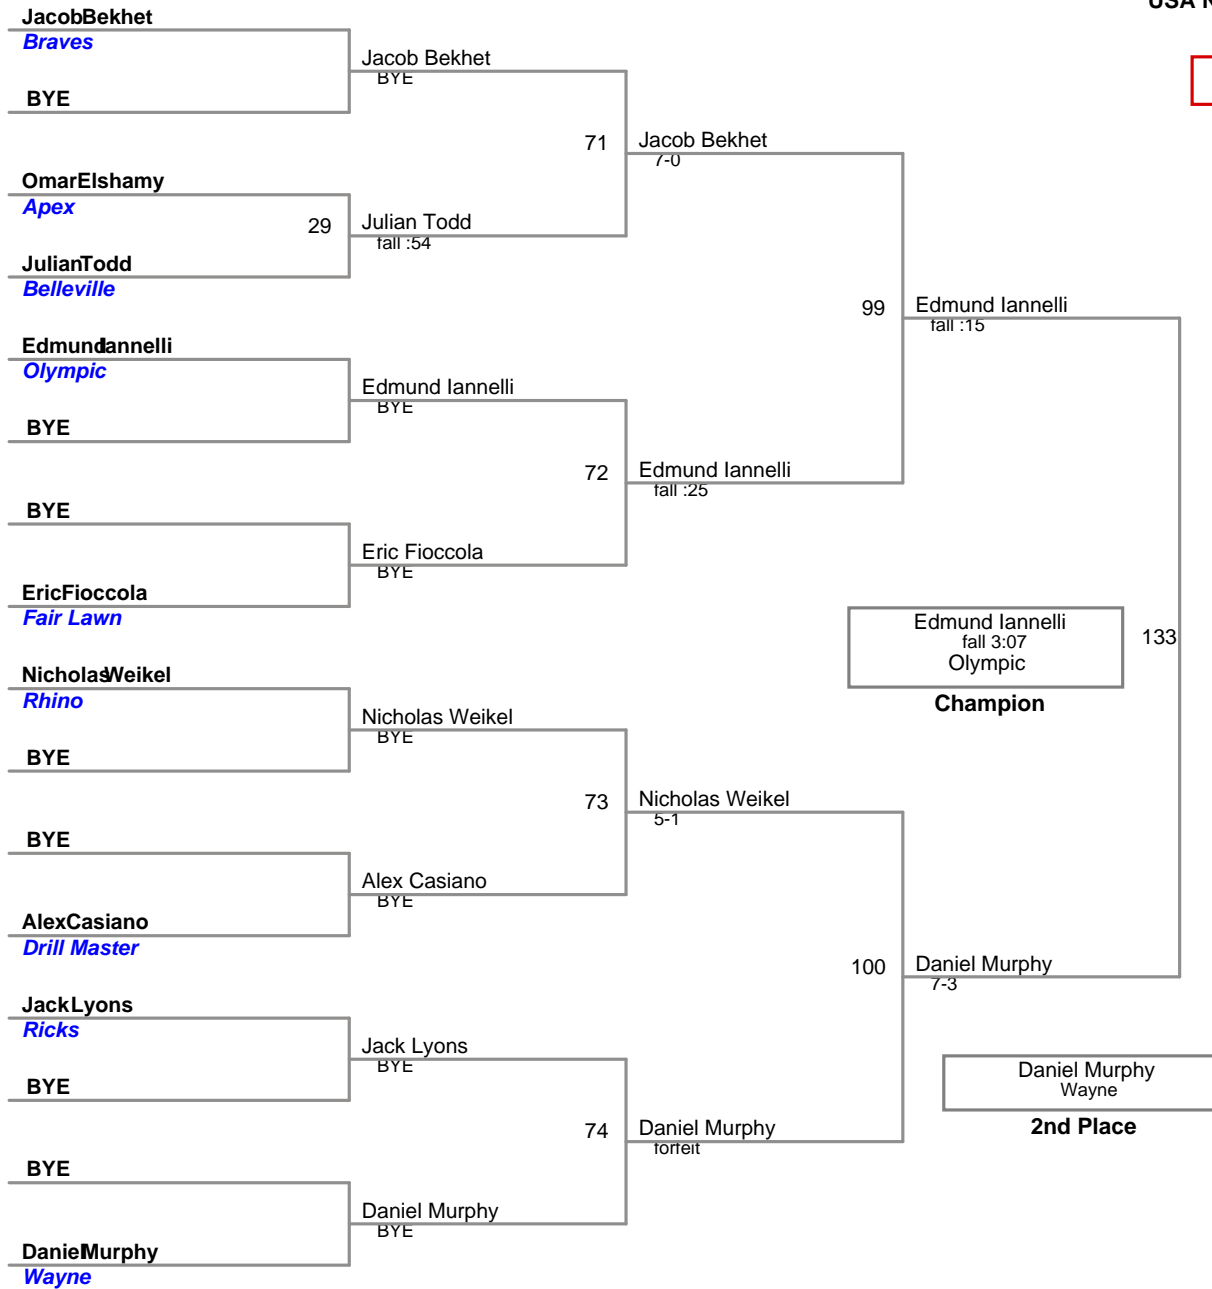 USA N
JacobBekhet
Braves
Jacob Bekhet
BYE
BYE
71
Jacob Bekhet
7-0
OmarElshamy
Apex
29
Julian Todd
fall :54
JulianTodd
Belleville
99
Edmund Iannelli
fall :15
EdmundIannelli
Olympic
Edmund Iannelli
BYE
BYE
72
Edmund Iannelli
fall :25
BYE
Eric Fioccola
BYE
EricFioccola
Fair Lawn
Edmund Iannelli
fall 3:07
Olympic
133
Champion
NicholasWeikel
Rhino
Nicholas Weikel
BYE
BYE
73
Nicholas Weikel
5-1
BYE
Alex Casiano
BYE
AlexCasiano
Drill Master
100
Daniel Murphy
7-3
JackLyons
Ricks
Jack Lyons
BYE
BYE
Daniel Murphy
Wayne
2nd Place
74
Daniel Murphy
forfeit
BYE
Daniel Murphy
BYE
DanielMurphy
Wayne